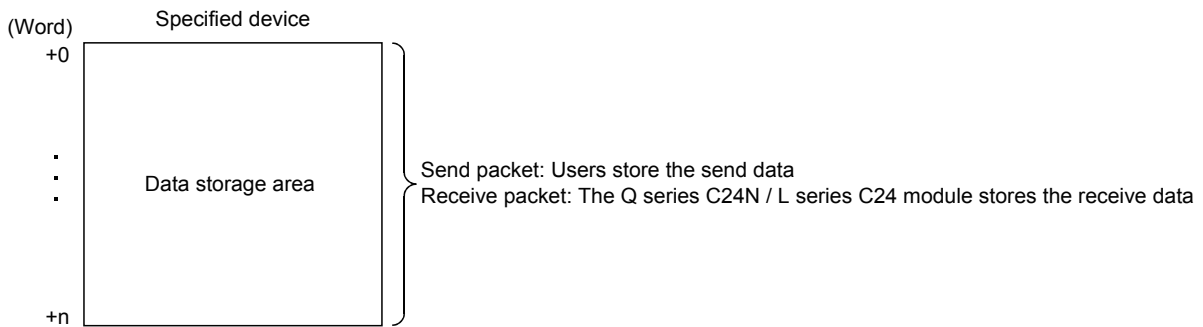 (Word)
Specified device
+0
.
.
.
Data storage area
Send packet: Users store the send data
Receive packet: The Q series C24N / L series C24 module stores the receive data
+n